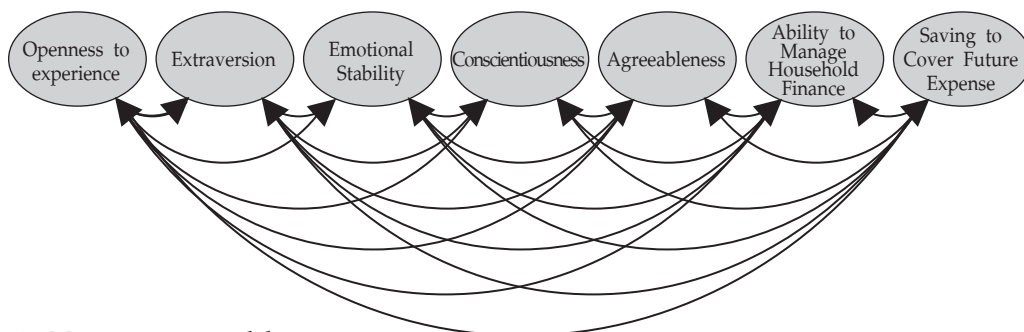 Openness to
experience
Extraversion
Emotional
Stability
Conscientiousness
Agreeableness
Ability to
Manage
Household
Finance
Saving to
Cover Future
Expense